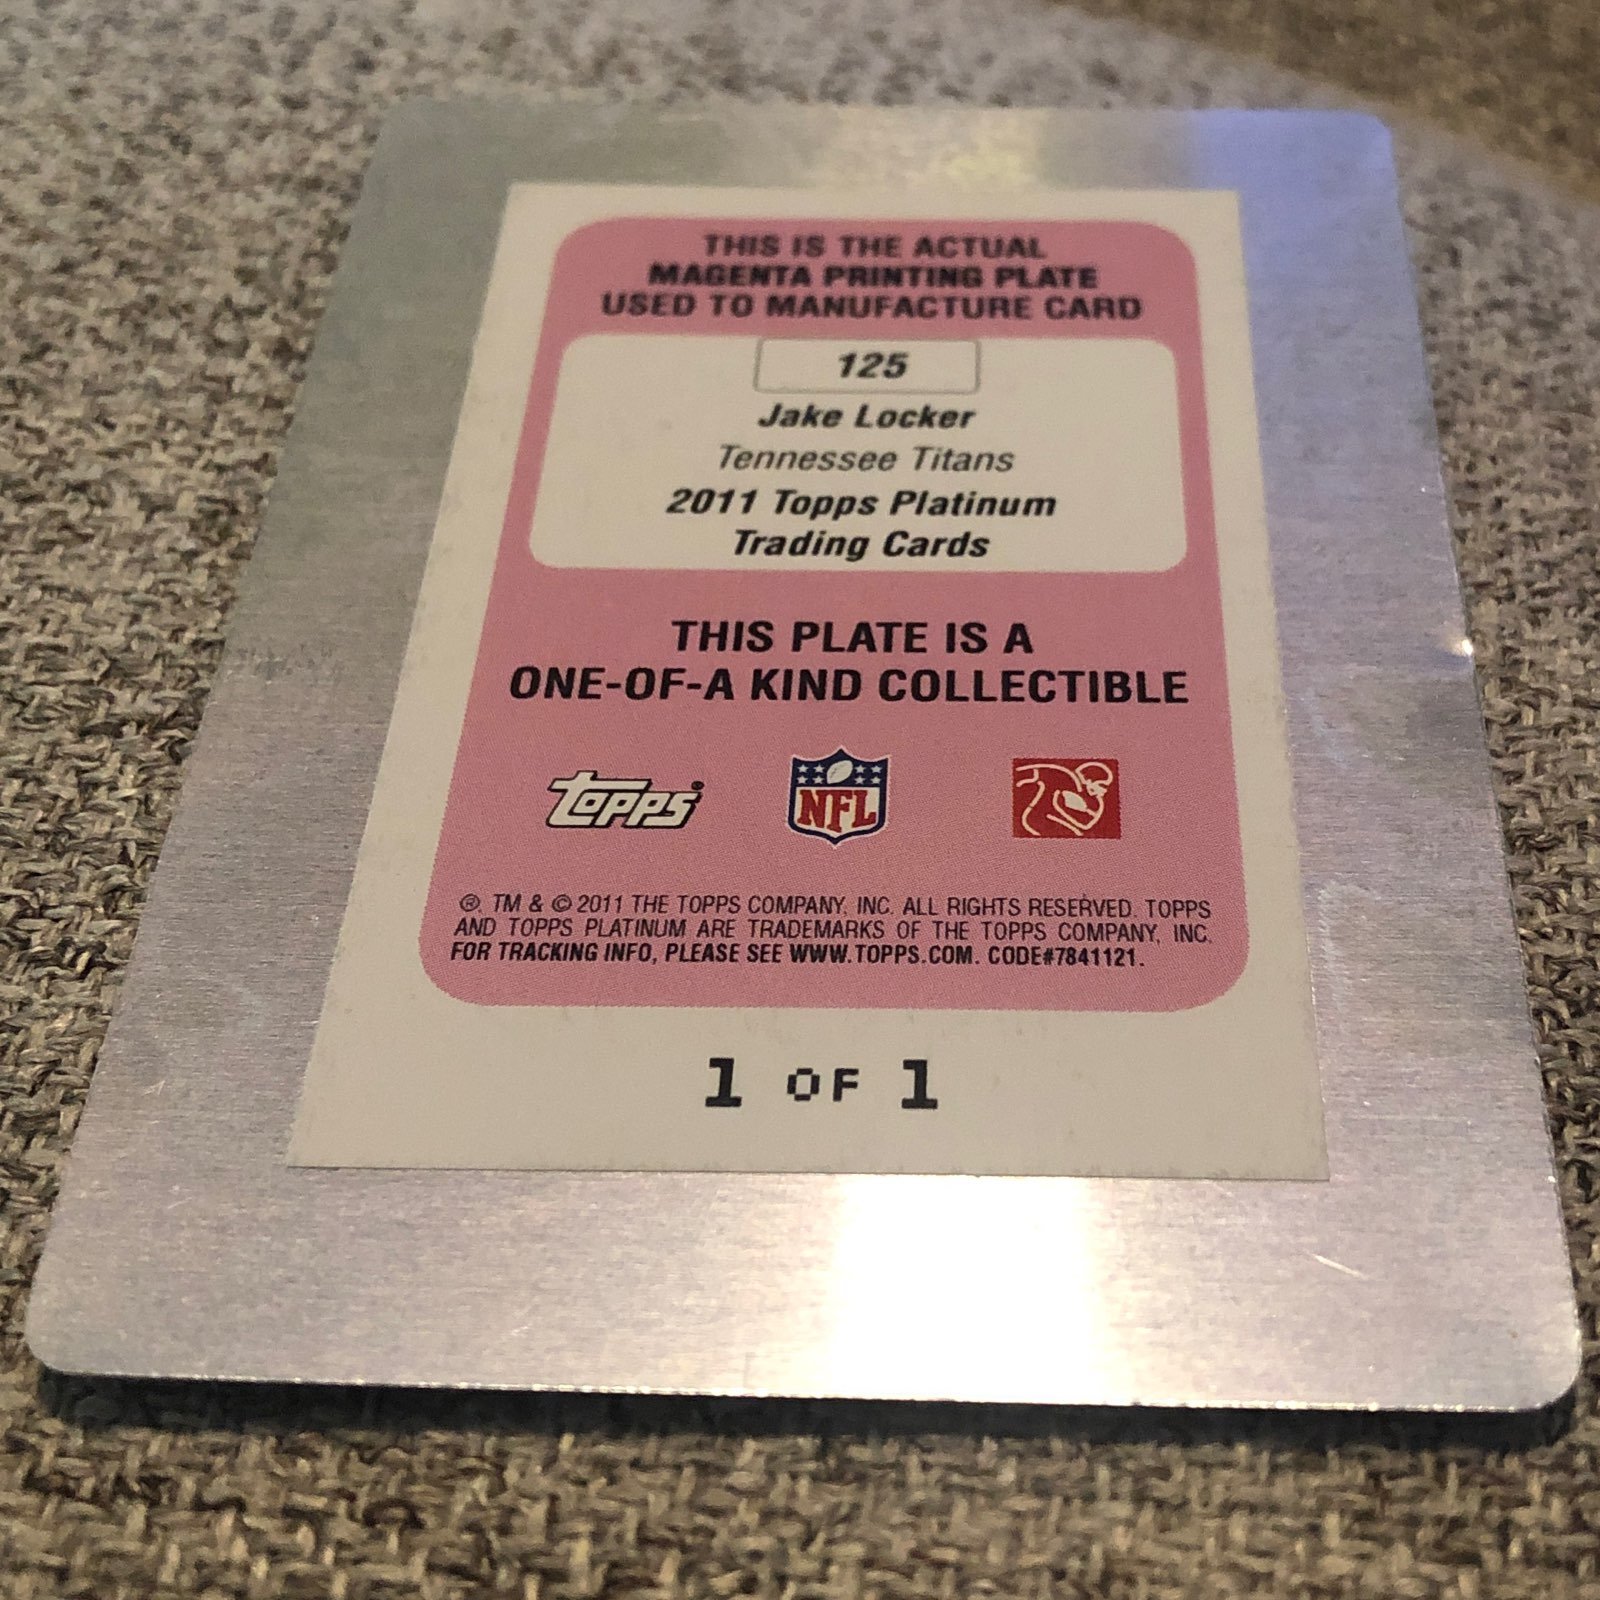 THIS IS THE ACTUAL
MAGENTA PRINTING PLATE
USED TO MANUFACTURE CARD
125
Jake Locker
Tennessee Titans
2011 Topps Platinum
Trading Cards
THIS PLATE IS A
ONE-OF-A KIND COLLECTIBLE
topps® NFL
®, TM & © 2011 THE TOPPS COMPANY, INC. ALL RIGHTS RESERVED. TOPPS
AND TOPPS PLATINUM ARE TRADEMARKS OF THE TOPPS COMPANY, INC.
FOR TRACKING INFO, PLEASE SEE WWW.TOPPS.COM. CODE#7841121.
1 OF 1